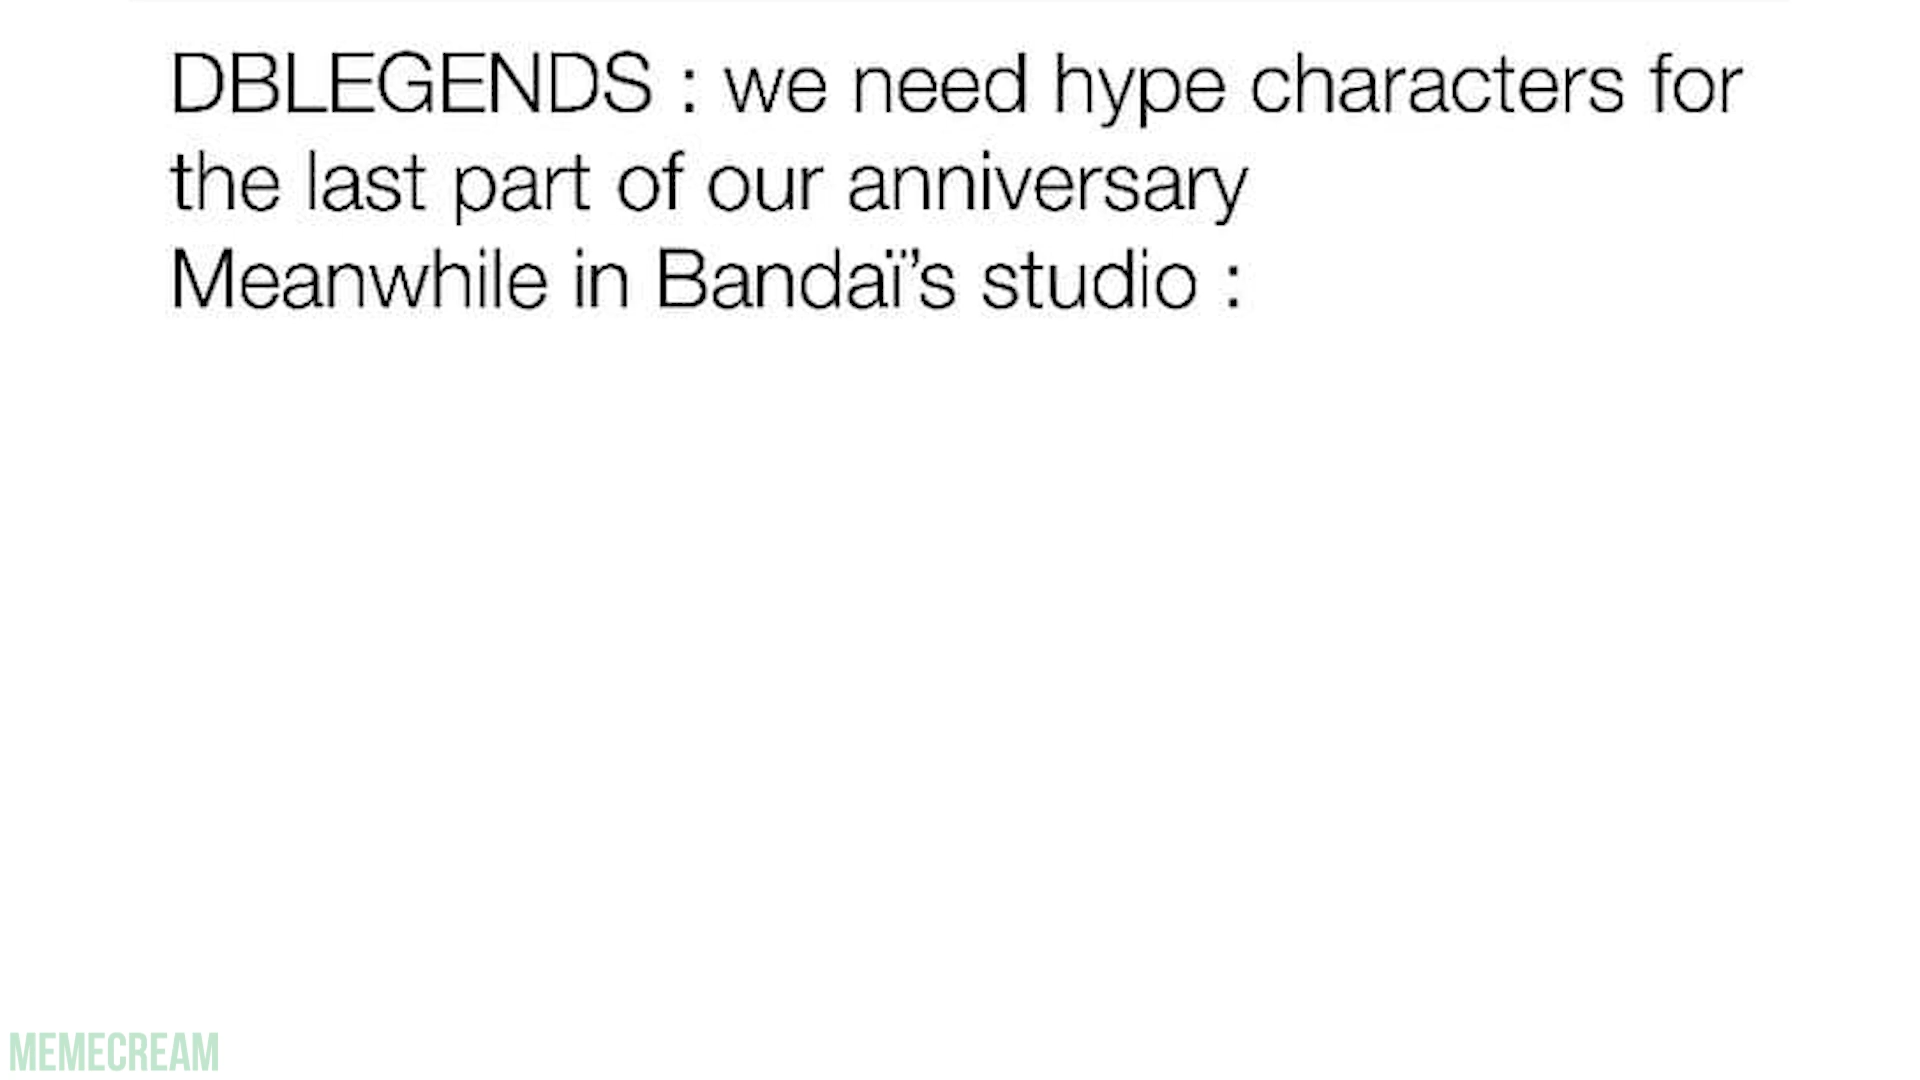 DBLEGENDS : we need hype characters for
the last part of our anniversary
Meanwhile in Bandaï’s studio :
MEMECREAM